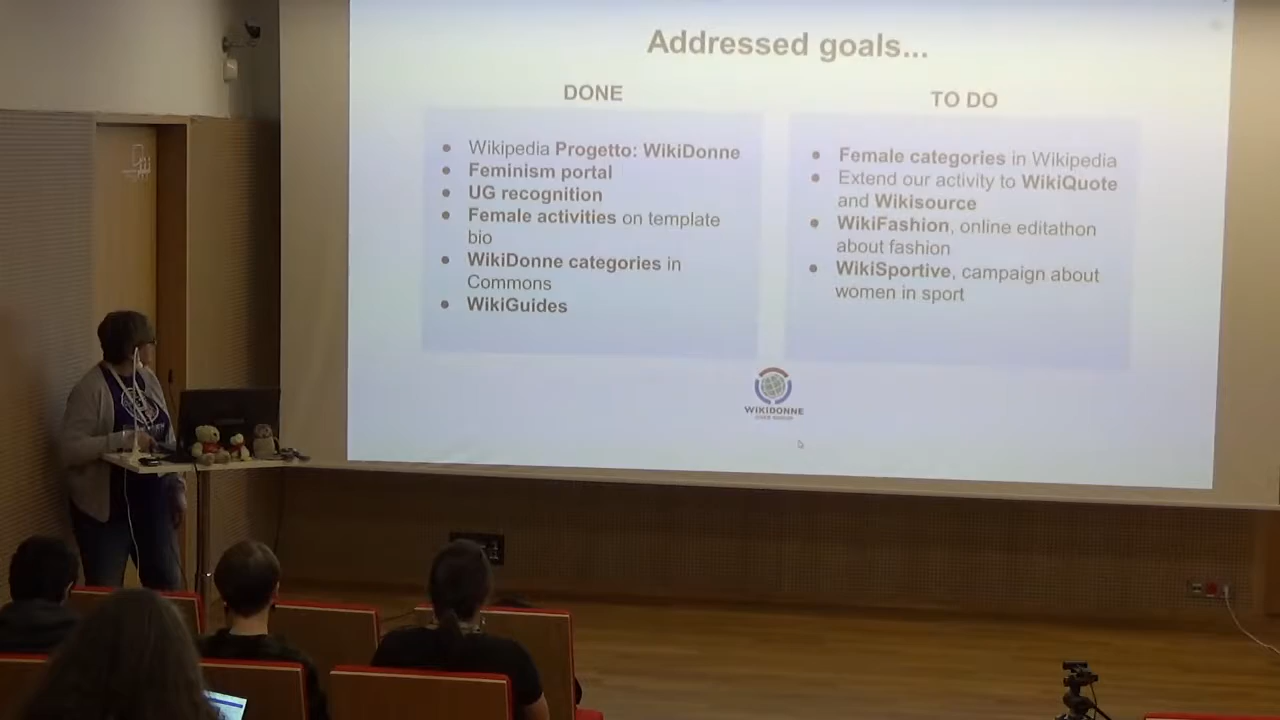 Addressed goals...
DONE
● Wikipedia Progetto: WikiDonne
● Feminism portal
● UG recognition
● Female activities on template
bio
● WikiDonne categories in
Commons
● WikiGuides
TO DO
● Female categories in Wikipedia
● Extend our activity to WikiQuote
and Wikisource
● WikiFashion, online editathon
about fashion
● WikiSportive, campaign about
women in sport
WIKIDONNE
USER GROUP